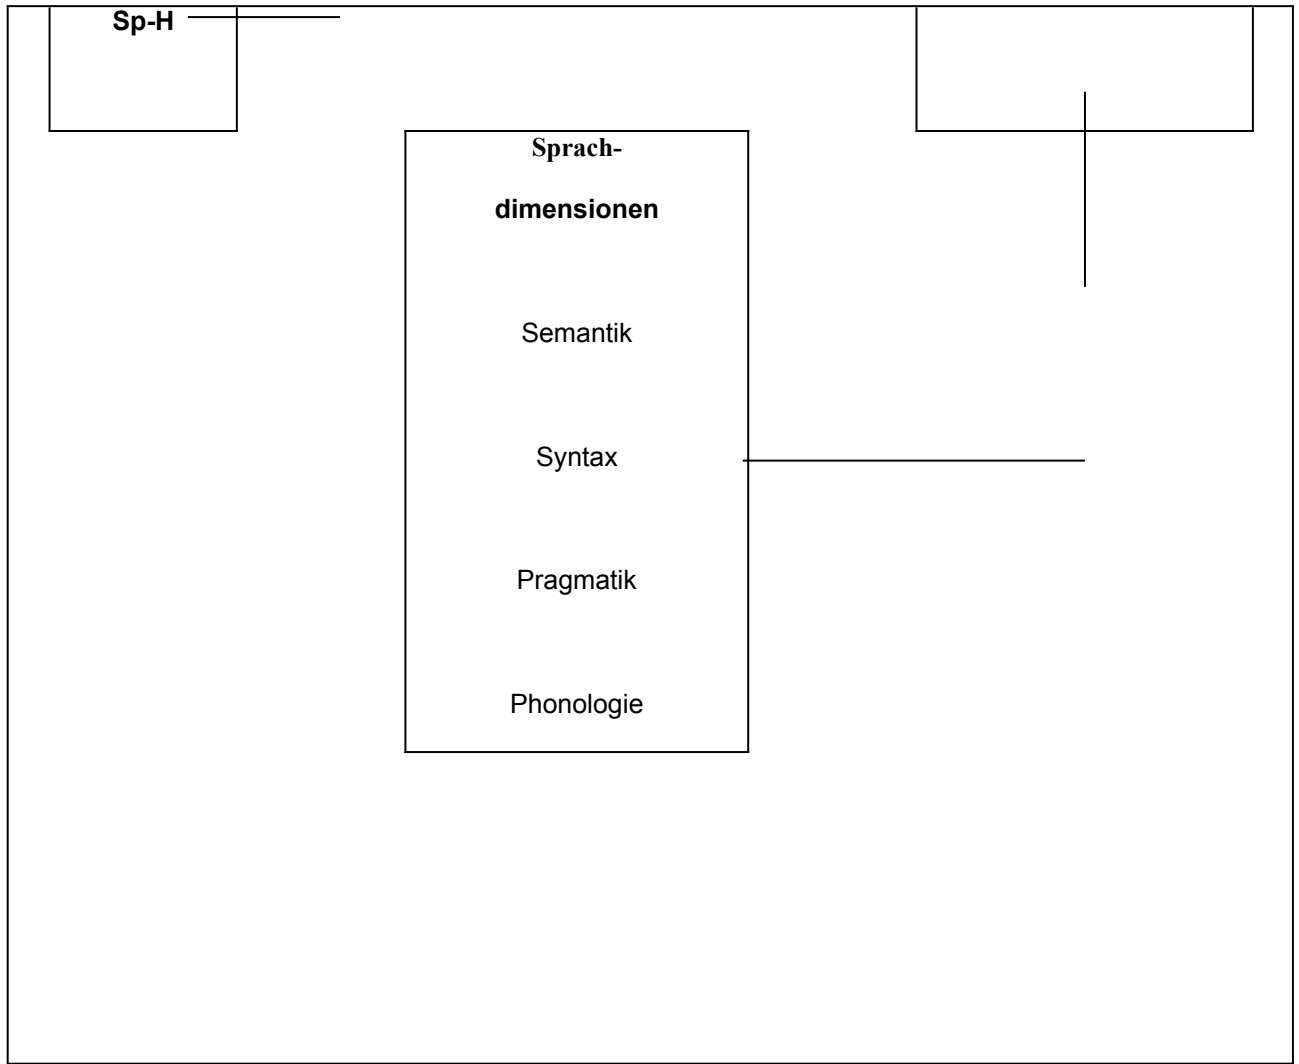 Sp-H
Sprach-
dimensionen
Semantik
Syntax
Pragmatik
Phonologie